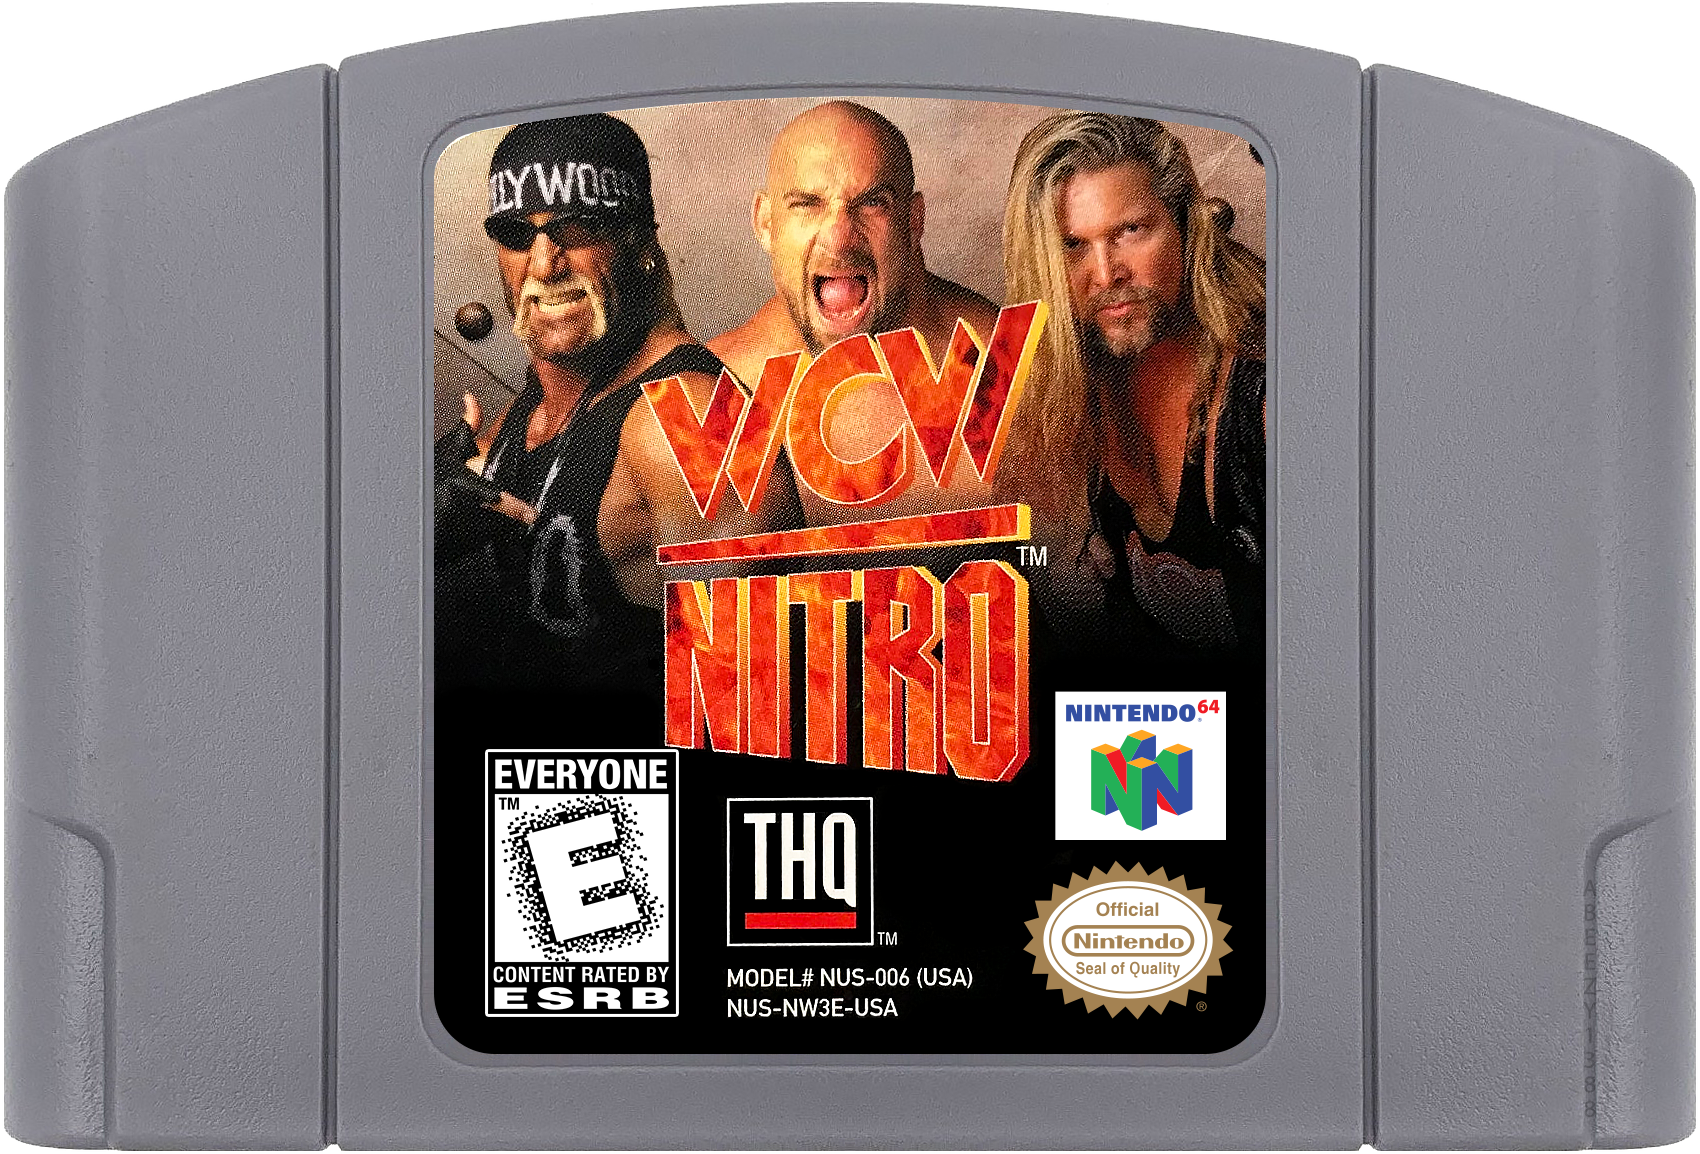 LLYWOO
WCW
NITRO
TM
NINTENDO64
®
EVERYONE
TM
E
CONTENT RATED BY
ESRB
THQ
TM
MODEL# NUS-006 (USA)
NUS-NW3E-USA
Official
Nintendo
Seal of Quality
®